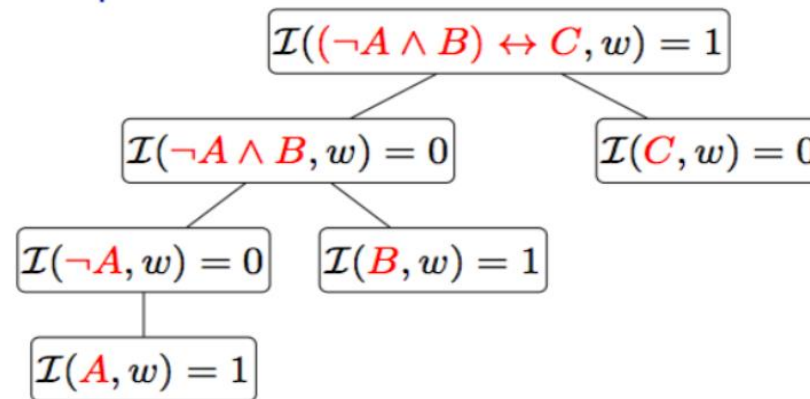 𝓘((¬A ∧ B) ↔ C, w) = 1
𝓘(¬A ∧ B, w) = 0
𝓘(C, w) = 0
𝓘(¬A, w) = 0
𝓘(B, w) = 1
𝓘(A, w) = 1